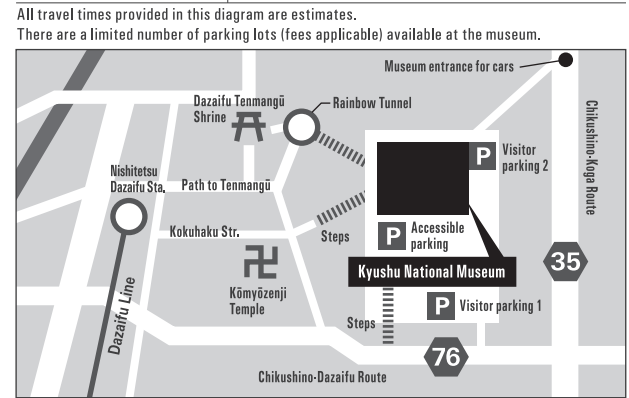 All travel times provided in this diagram are estimates.
There are a limited number of parking lots (fees applicable) available at the museum.
Museum entrance for cars
Dazaifu Tenmangū
Shrine
Rainbow Tunnel
Chikushino-Koga Route
P
Visitor
parking 2
Nishitetsu
Dazaifu Sta.
Path to Tenmangū
Kokuhaku Str.
Steps
P
Accessible
parking
35
Kyushu National Museum
Kōmyōzenji
Temple
Dazaifu Line
P
Visitor parking 1
Steps
76
Chikushino-Dazaifu Route